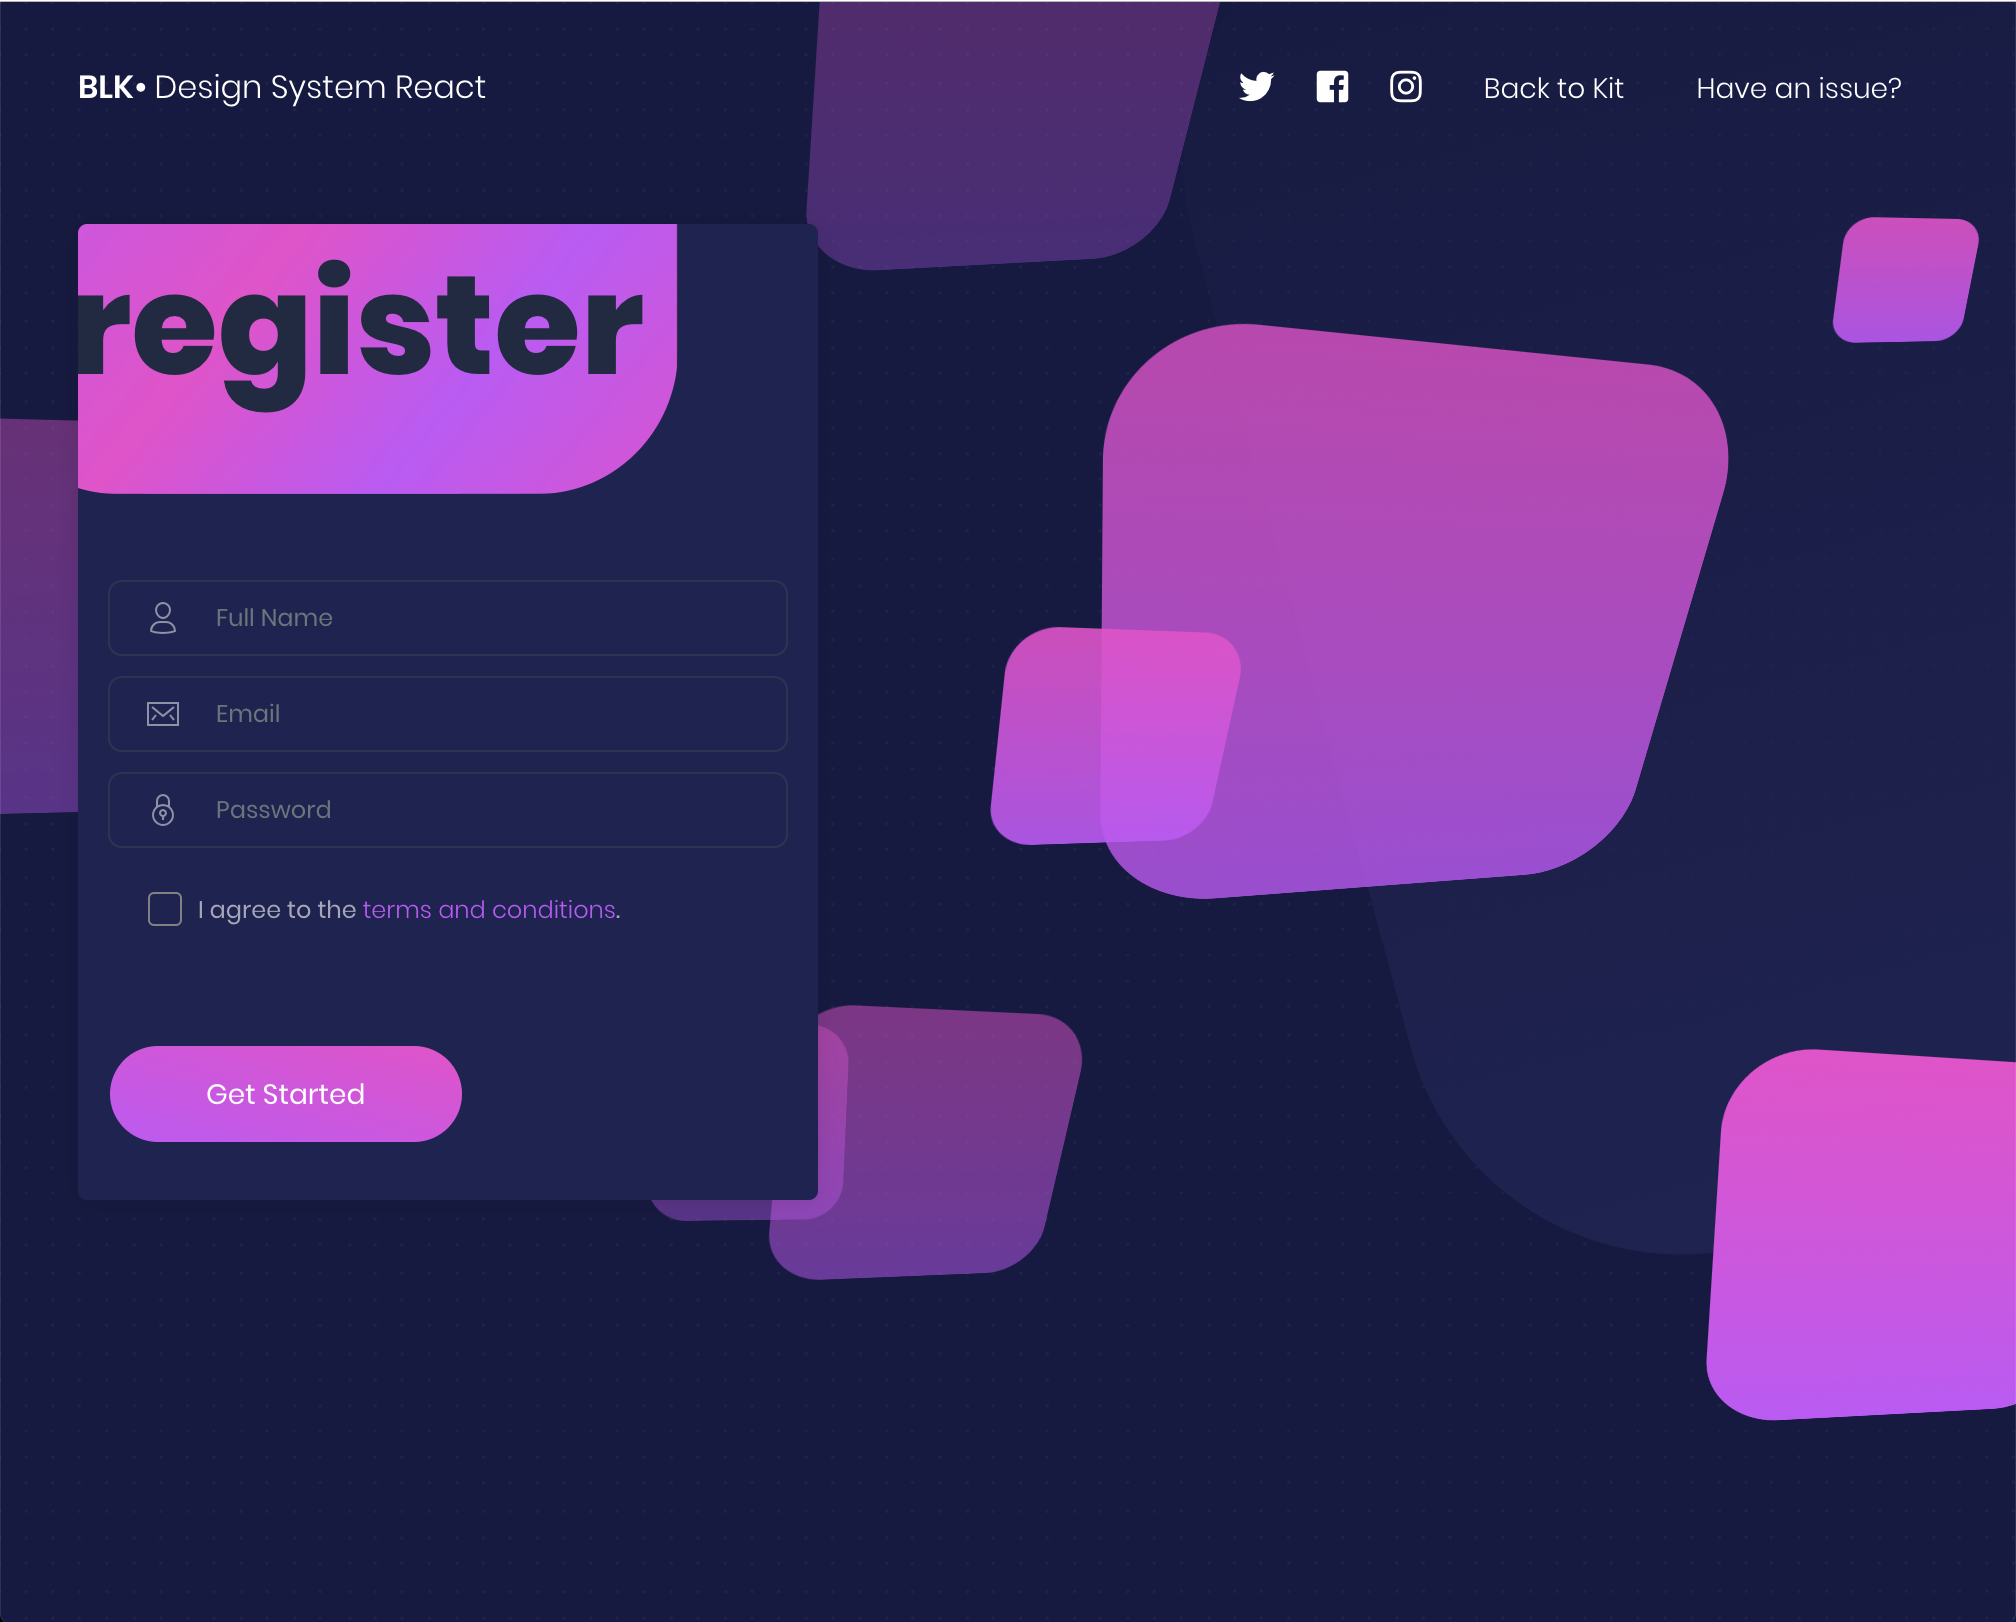 BLK• Design System React
Back to Kit
Have an issue?
register
Full Name
Email
Password
I agree to the terms and conditions.
Get Started